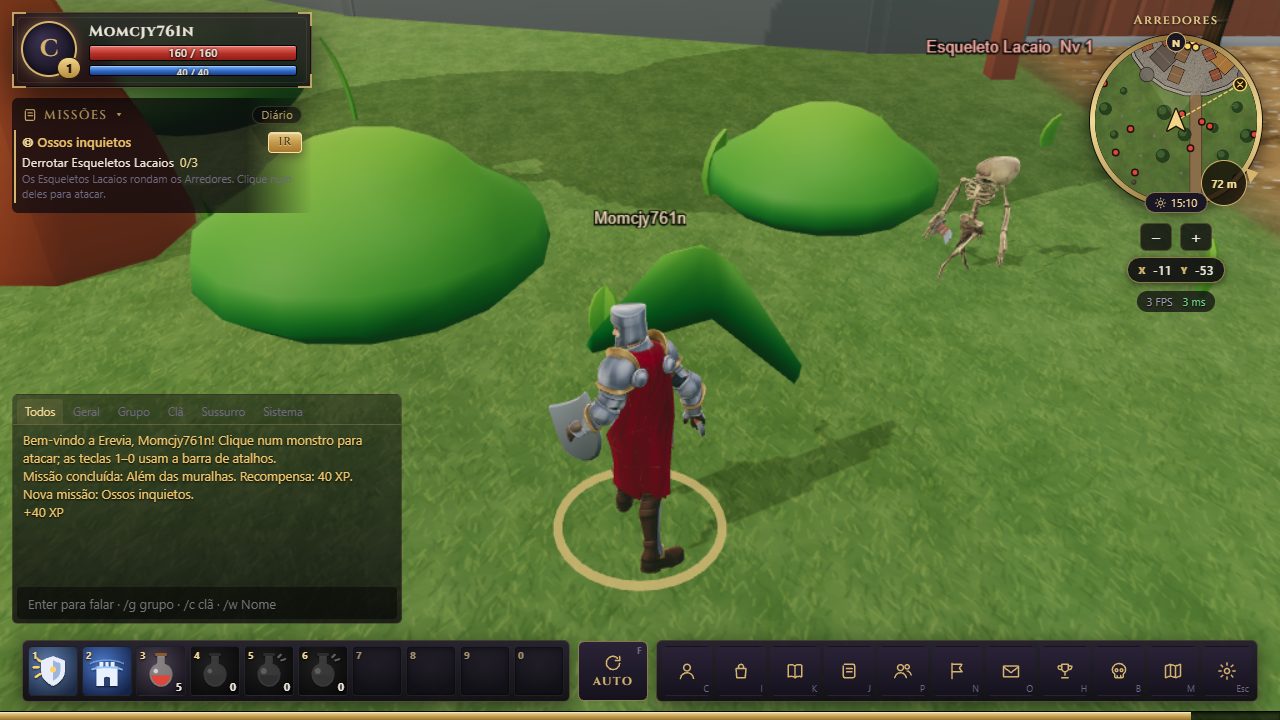 C
1
Momcjy761n
160 / 160
40 / 40
MISSÕES
Diário
Ossos inquietos
IR
Derrotar Esqueletos Lacaios 0/3
Os Esqueletos Lacaios rondam os Arredores. Clique num
deles para atacar.
Esqueleto Lacaio Nv 1
Arredores
N
72 m
15:10
− +
X -11 Y -53
3 FPS 3 ms
Momcjy761n
Todos Geral Grupo Clã Sussurro Sistema
Bem-vindo a Erevia, Momcjy761n! Clique num monstro para
atacar; as teclas 1–0 usam a barra de atalhos.
Missão concluída: Além das muralhas. Recompensa: 40 XP.
Nova missão: Ossos inquietos.
+40 XP
Enter para falar · /g grupo · /c clã · /w Nome
1 2 3 4 5 6 7 8 9 0
5 0 0 0
F
AUTO
C I K J P N O H B M Esc